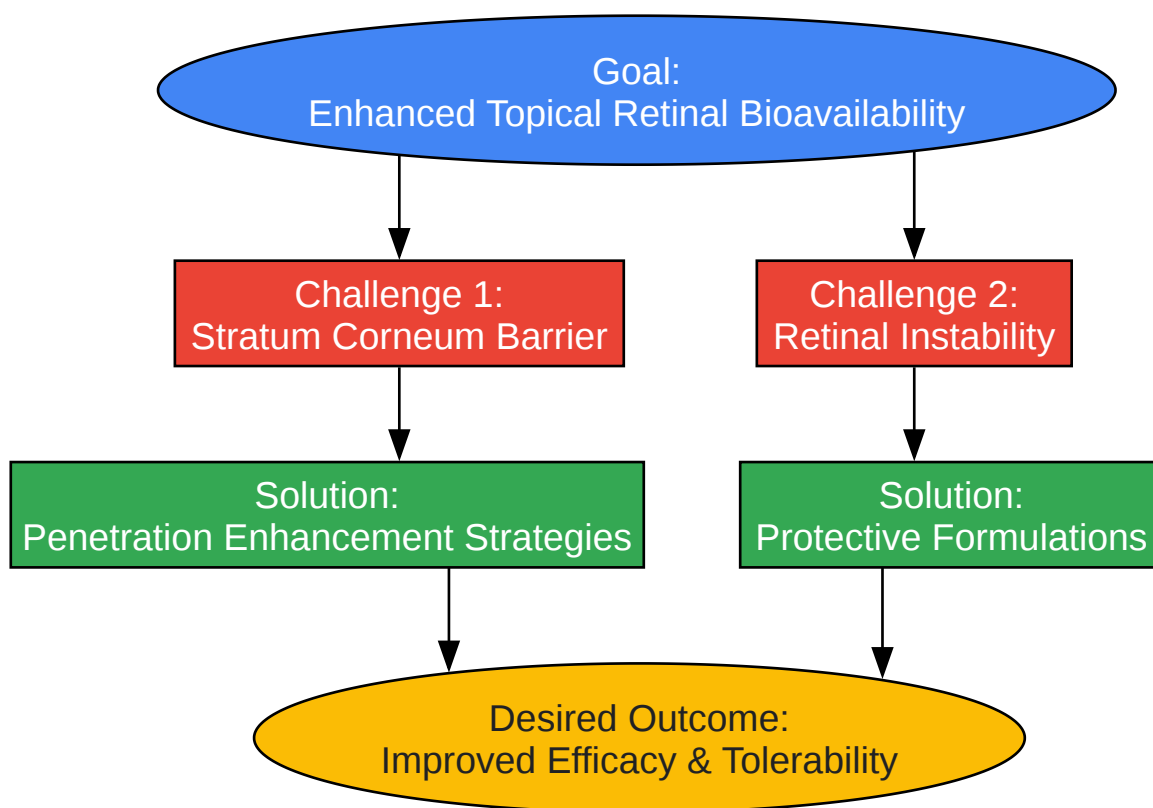 Goal:
Enhanced Topical Retinal Bioavailability
Challenge 1:
Stratum Corneum Barrier
Challenge 2:
Retinal Instability
Solution:
Penetration Enhancement Strategies
Solution:
Protective Formulations
Desired Outcome:
Improved Efficacy & Tolerability